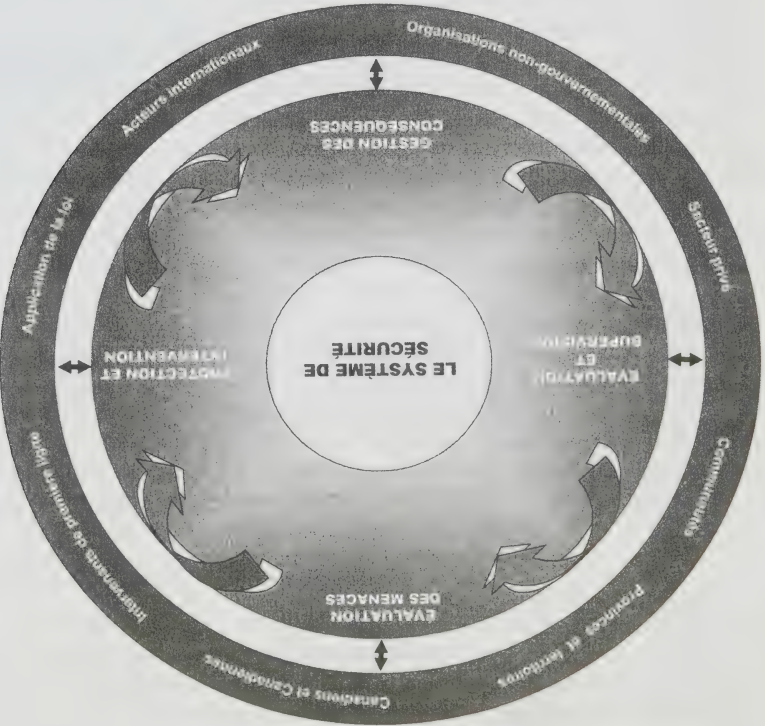 LE SYSTÈME DE
SÉCURITÉ
ÉVALUATION
DES MENACES
PROTECTION ET
INTERVENTION
GESTION DES
CONSÉQUENCES
ÉVALUATION
ET
SUPERVISION
Canadiens et Canadiennes
Intervenants de première ligne
Application de la loi
Acteurs internationaux
Organisations non-gouvernementales
Secteur privé
Communautés
Provinces et territoires